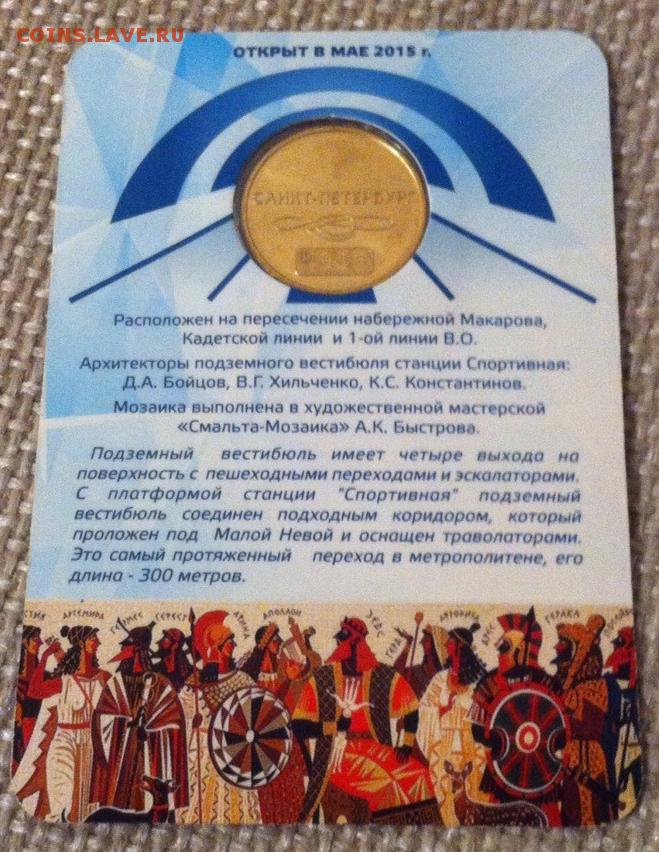 COINS.LAVE.RU
ОТКРЫТ В МАЕ 2015 г.
САНКТ-ПЕТЕРБУРГ
Расположен на пересечении набережной Макарова,
Кадетской линии и 1-ой линии В.О.
Архитекторы подземного вестибюля станции Спортивная:
Д.А. Бойцов, В.Г. Хильченко, К.С. Константинов.
Мозаика выполнена в художественной мастерской
«Смальта-Мозаика» А.К. Быстрова.
Подземный вестибюль имеет четыре выхода на
поверхность с пешеходными переходами и эскалаторами.
С платформой станции "Спортивная" подземный
вестибюль соединен подходным коридором, который
проложен под Малой Невой и оснащен траволаторами.
Это самый протяженный переход в метрополитене, его
длина - 300 метров.
АРТЕМИДА ГЕРМЕС АФИНА АПОЛЛОН ЗЕВС ГЕРА АФРОДИТА АРЕС ГЕРАКЛ